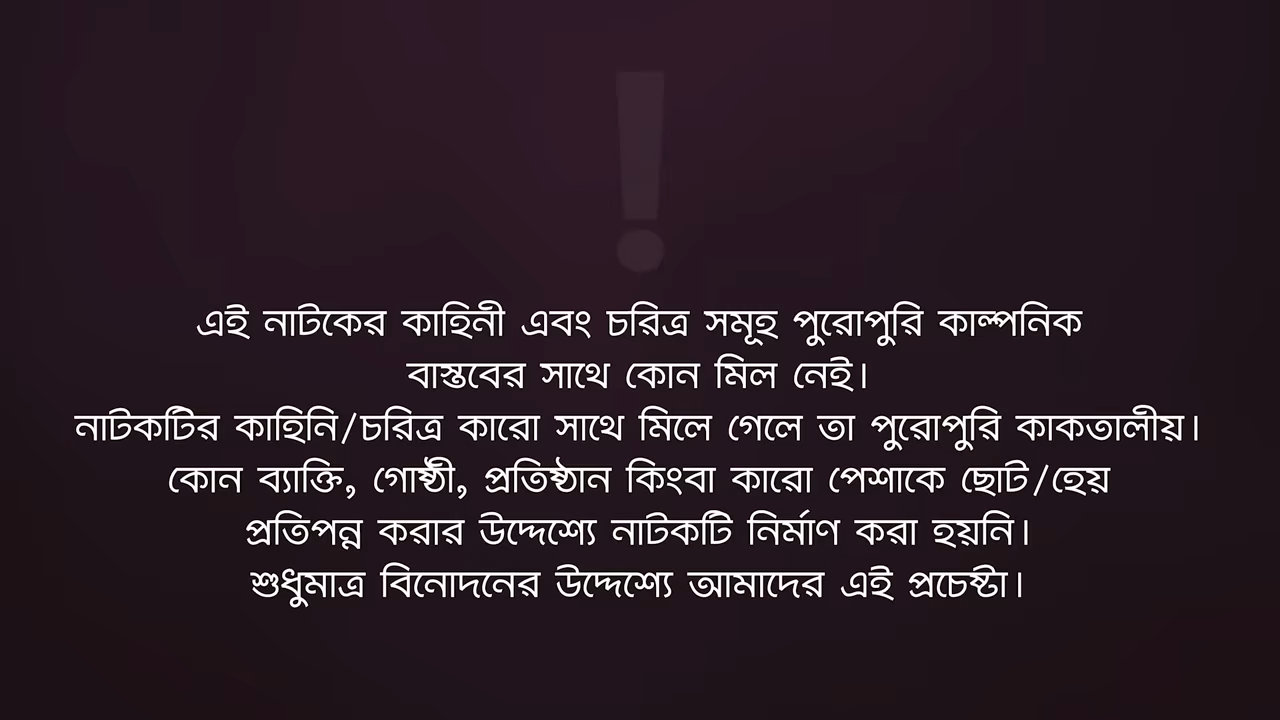 এই নাটকের কাহিনী এবং চরিত্র সমূহ পুরোপুরি কাল্পনিক
বাস্তবের সাথে কোন মিল নেই।
নাটকটির কাহিনি/চরিত্র কারো সাথে মিলে গেলে তা পুরোপুরি কাকতালীয়।
কোন ব্যাক্তি, গোষ্ঠী, প্রতিষ্ঠান কিংবা কারো পেশাকে ছোট/হেয়
প্রতিপন্ন করার উদ্দেশ্যে নাটকটি নির্মাণ করা হয়নি।
শুধুমাত্র বিনোদনের উদ্দেশ্যে আমাদের এই প্রচেষ্টা।